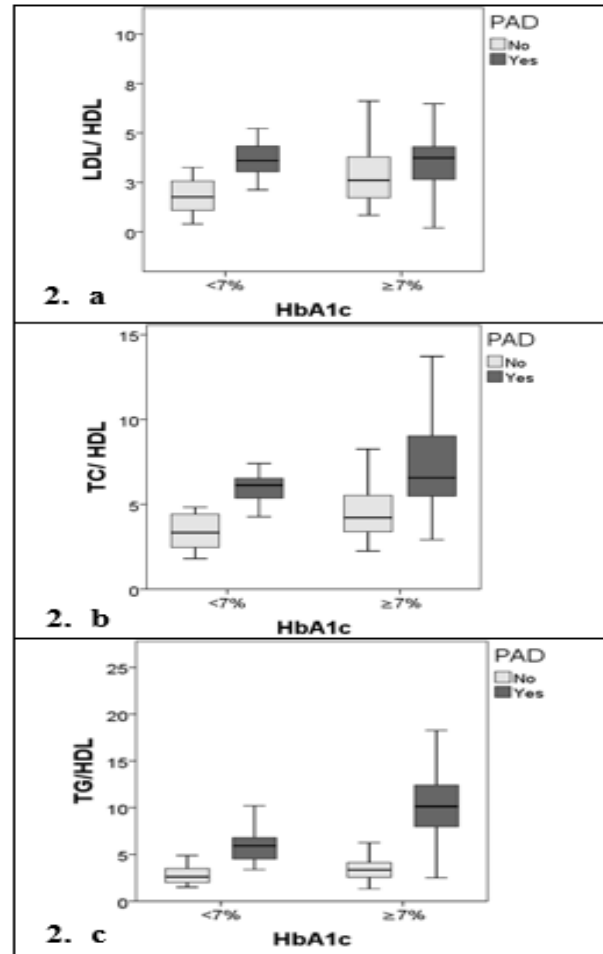 PAD
No
Yes
LDL/ HDL
10
8
5
3
0
<7%
≥7%
HbA1c
2. a
PAD
No
Yes
TC/ HDL
15
10
5
0
<7%
≥7%
HbA1c
2. b
PAD
No
Yes
TG/HDL
25
20
15
10
5
0
<7%
≥7%
HbA1c
2. c